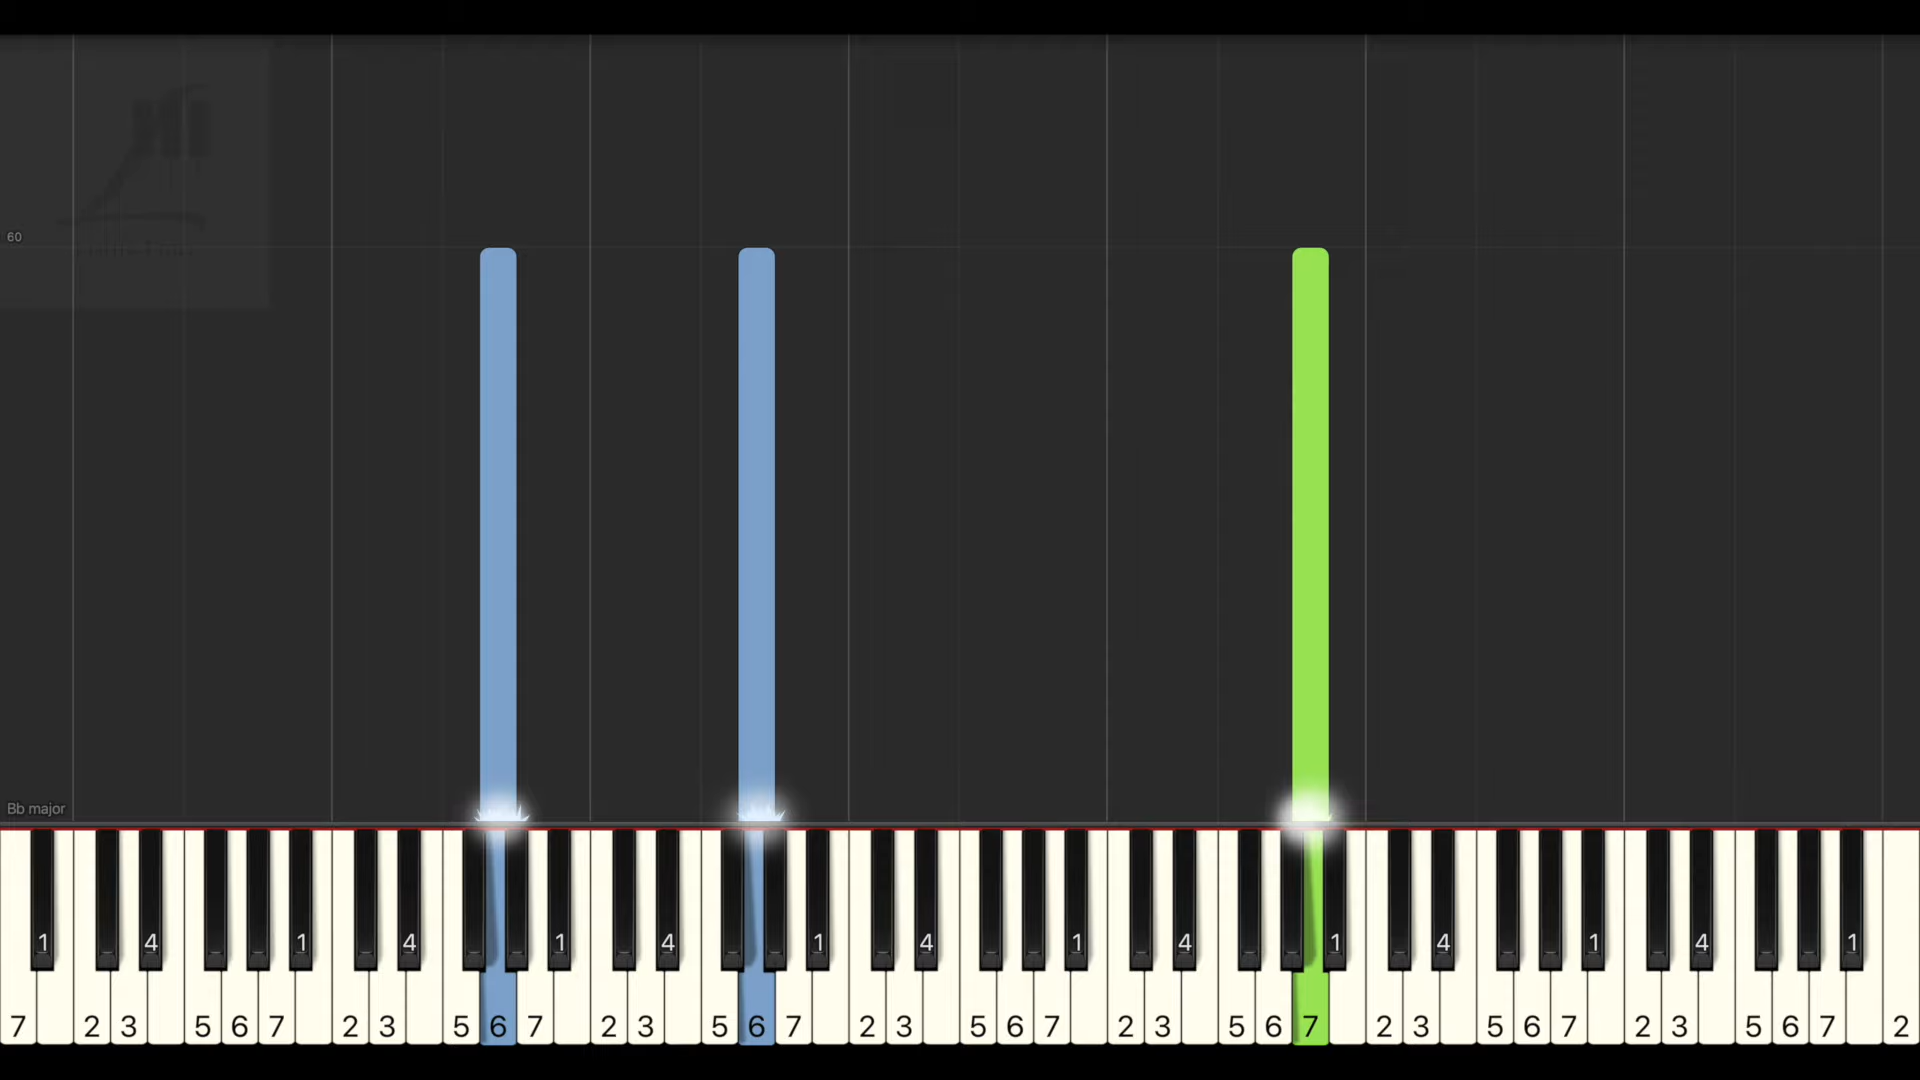 60
Bb major
1 4 1 4 1 4 1 4 1 4 1 4 1 4 1
7 2 3 5 6 7 2 3 5 6 7 2 3 5 6 7 2 3 5 6 7 2 3 5 6 7 2 3 5 6 7 2 3 5 6 7 2